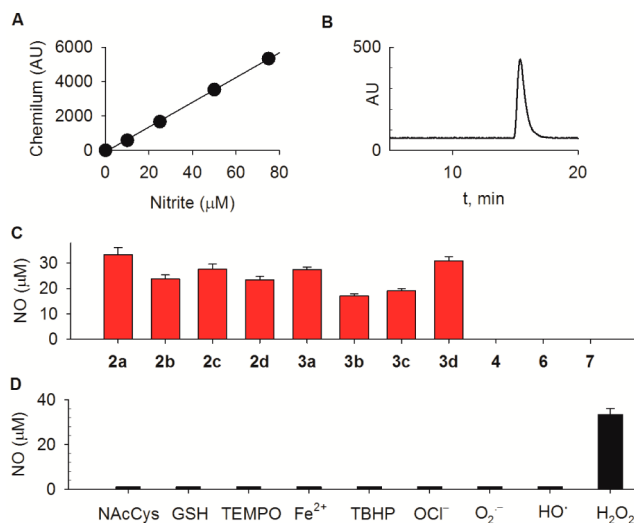 A
Chemilum (AU)
6000
4000
2000
0
0 20 40 60 80
Nitrite (μM)
B
AU
500
0
10 20
t, min
C
NO (μM)
30
20
10
0
2a 2b 2c 2d 3a 3b 3c 3d 4 6 7
D
NO (μM)
40
20
0
NAcCys GSH TEMPO Fe²⁺ TBHP OCl⁻ O₂·⁻ HO· H₂O₂